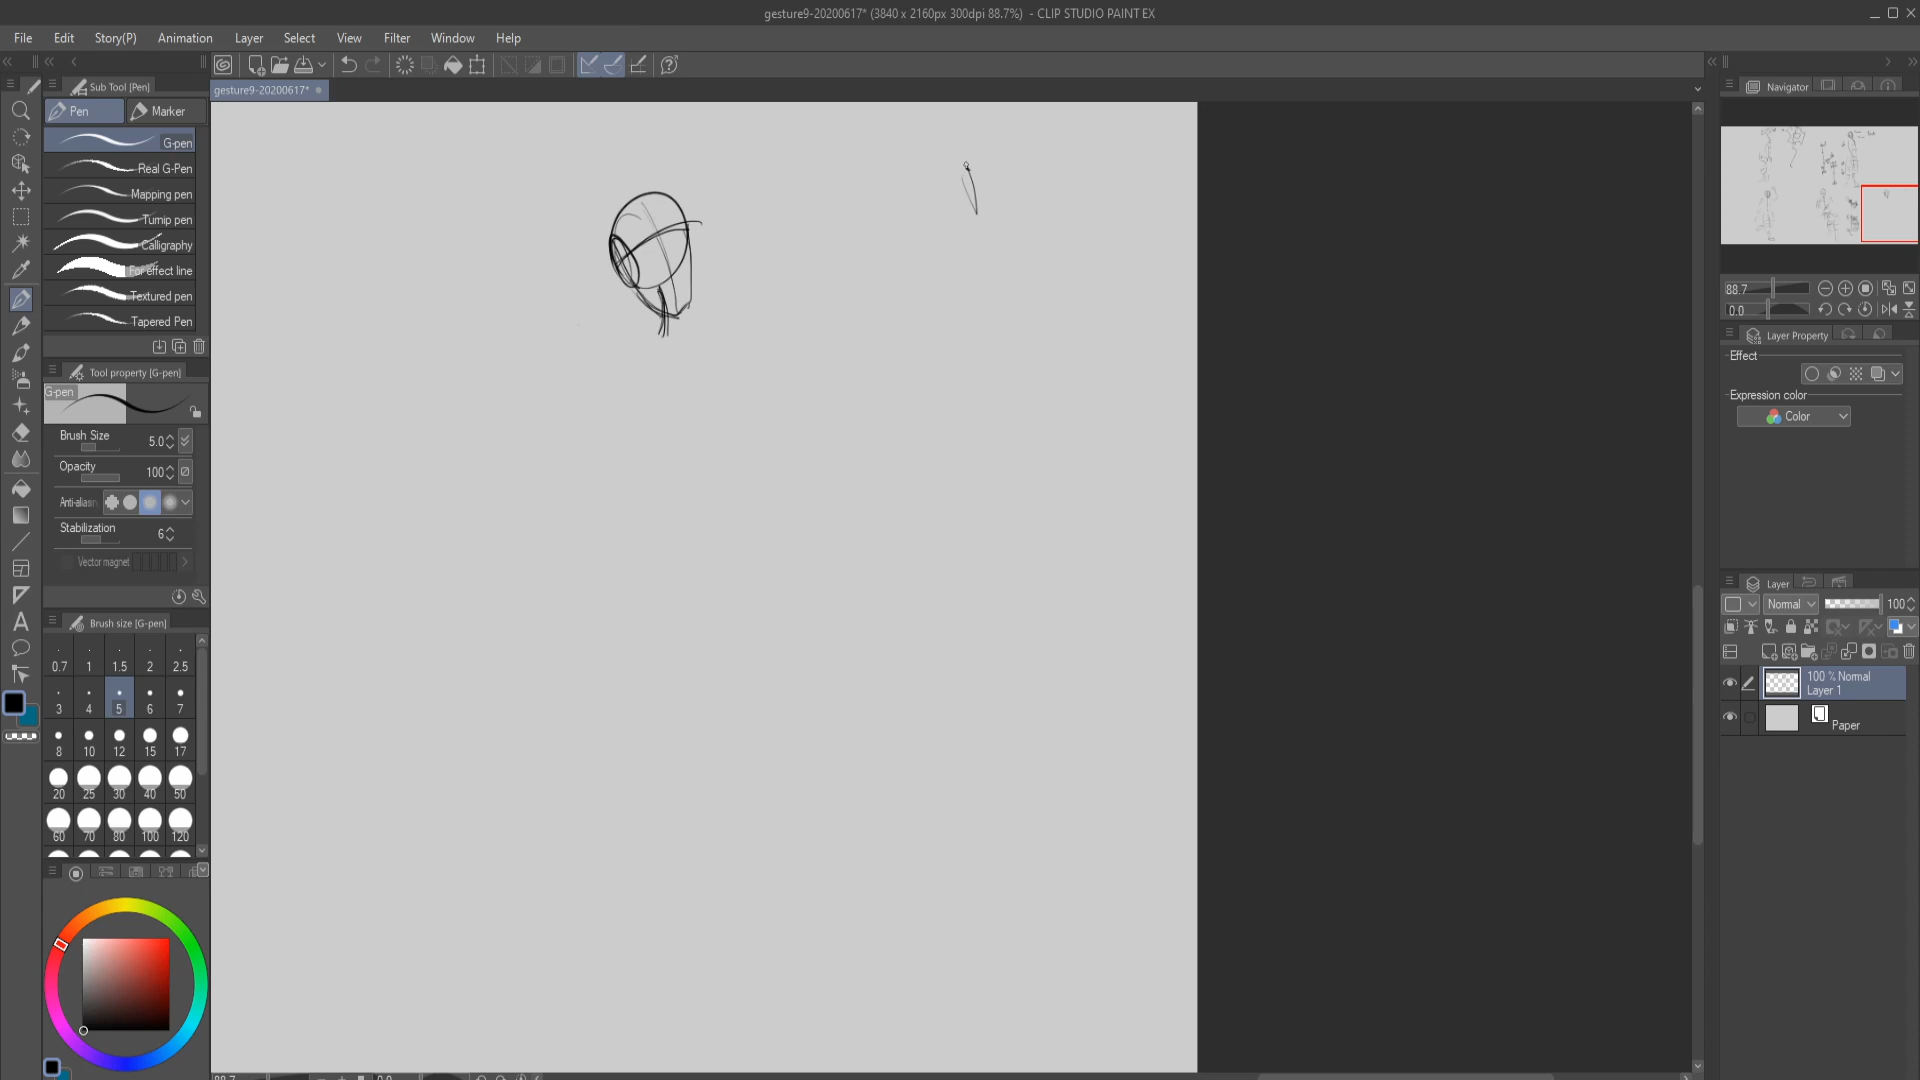 gesture9-20200617* (3840 x 2160px 300dpi 88.7%) - CLIP STUDIO PAINT EX
File Edit Story(P) Animation Layer Select View Filter Window Help
Sub Tool [Pen]
gesture9-20200617*
Navigator
Pen
Marker
G-pen
Real G-Pen
Mapping pen
Turnip pen
Calligraphy
For effect line
Textured pen
Tapered Pen
88.7
0.0
Layer Property
Effect
Expression color
Color
Tool property [G-pen]
G-pen
Brush Size 5.0
Opacity 100
Anti-aliasin
Stabilization 6
Vector magnet
Layer
Normal 100
Brush size [G-pen]
0.7 1 1.5 2 2.5
3 4 5 6 7
8 10 12 15 17
20 25 30 40 50
60 70 80 100 120
100 % Normal
Layer 1
Paper
88.7 0.0